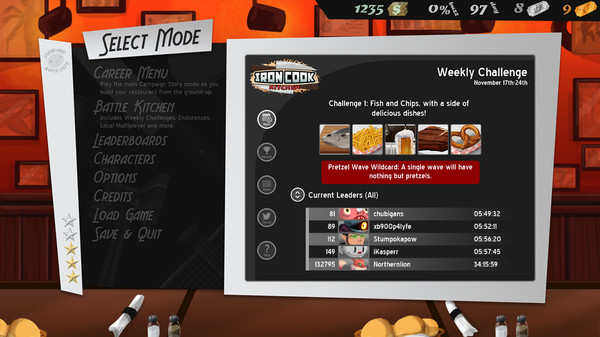 1235 0% buzz 97 day 8 9
SELECT MODE
CAREER MENU
Play the main Campaign Story mode as you
build your restaurant from the ground up.
BATTLE KITCHEN
Includes Weekly Challenges, Endurances,
Local Multiplayer and more.
LEADERBOARDS
CHARACTERS
OPTIONS
CREDITS
LOAD GAME
SAVE & QUIT
IRON COOK
KITCHEN
Weekly Challenge
November 17th-24th
Challenge 1: Fish and Chips, with a side of
delicious dishes!
Pretzel Wave Wildcard: A single wave will
have nothing but pretzels.
Current Leaders (All)
81 chubigans 05:49:32
89 xb900p4lyfe 05:52:11
112 Stumpokapow 05:56:20
149 iKasperr 05:57:45
132795 Northernlion 34:15:59